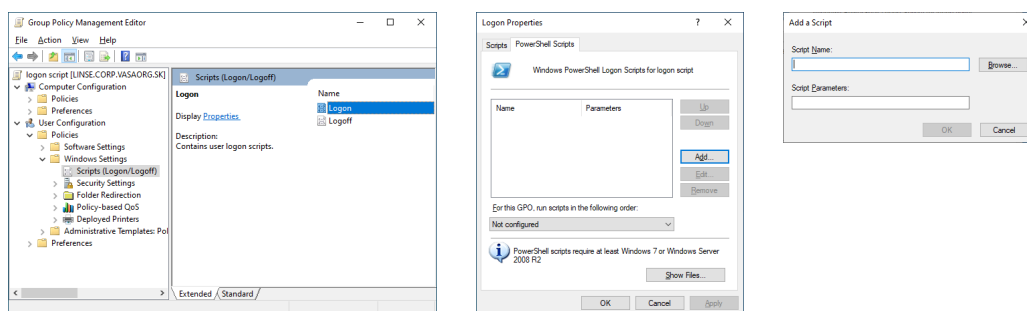 Group Policy Management Editor
File Action View Help
logon script [LINSE.CORP.VASAORG.SK]
Computer Configuration
Policies
Preferences
User Configuration
Policies
Software Settings
Windows Settings
Scripts (Logon/Logoff)
Security Settings
Folder Redirection
Policy-based QoS
Deployed Printers
Administrative Templates: Pol
Preferences
Scripts (Logon/Logoff)
Logon
Display Properties
Description:
Contains user logon scripts.
Name
Logon
Logoff
Extended Standard
Logon Properties
Scripts PowerShell Scripts
Windows PowerShell Logon Scripts for logon script
Name Parameters
Up
Down
Add...
Edit...
Remove
For this GPO, run scripts in the following order:
Not configured
PowerShell scripts require at least Windows 7 or Windows Server
2008 R2
Show Files...
OK Cancel Apply
Add a Script
Script Name:
Browse...
Script Parameters:
OK Cancel